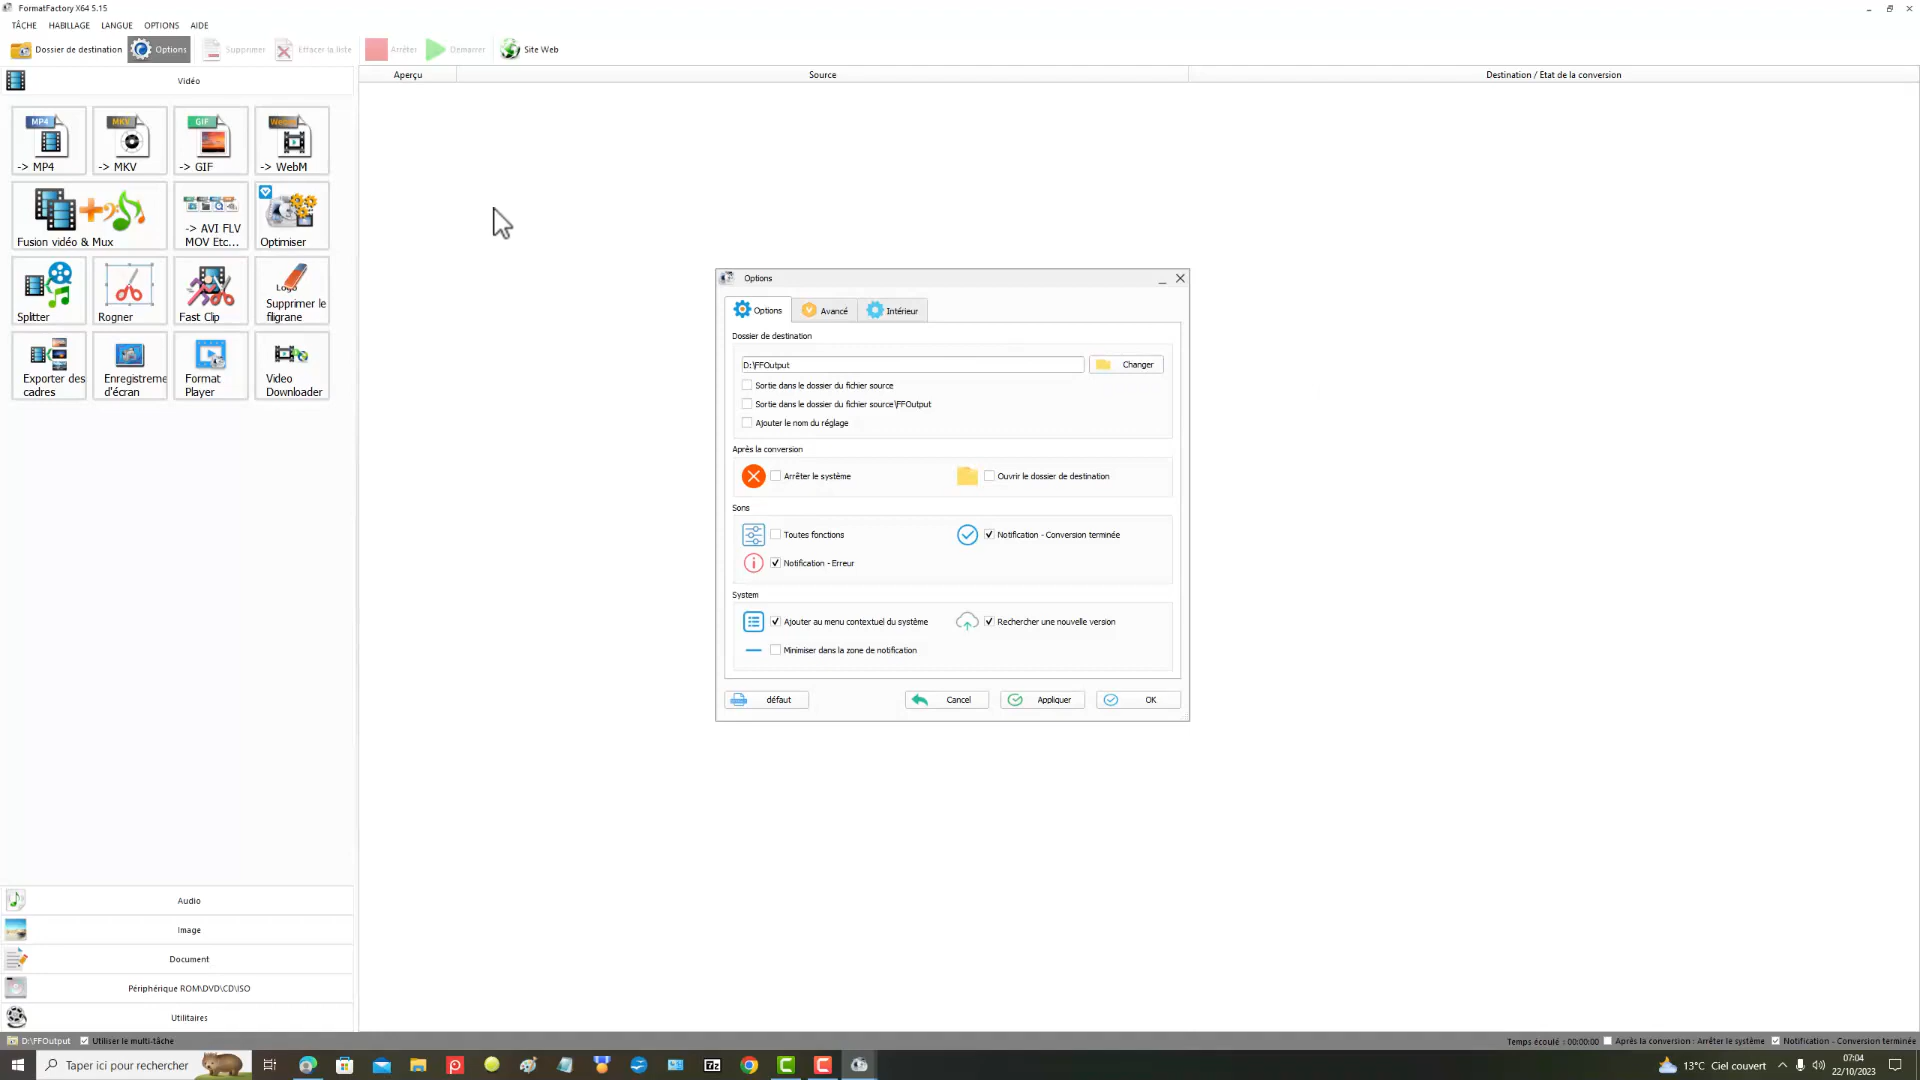 FormatFactory X64 5.15
TÂCHE HABILLAGE LANGUE OPTIONS AIDE
Dossier de destination Options Supprimer Effacer la liste Arrêter Démarrer Site Web
Vidéo
Aperçu Source Destination / Etat de la conversion
MP4 MKV GIF WebM
-> MP4 -> MKV -> GIF -> WebM
Fusion vidéo & Mux
-> AVI FLV
MOV Etc...
Optimiser
Splitter
Rogner
Fast Clip
Logo
Supprimer le
filigrane
Exporter des
cadres
Enregistreme
d'écran
Format
Player
Video
Downloader
Audio
Image
Document
Périphérique ROM\DVD\CD\ISO
Utilitaires
Options
Options Avancé Intérieur
Dossier de destination
D:\FFOutput Changer
Sortie dans le dossier du fichier source
Sortie dans le dossier du fichier source\FFOutput
Ajouter le nom du réglage
Après la conversion
Arrêter le système Ouvrir le dossier de destination
Sons
Toutes fonctions Notification - Conversion terminée
Notification - Erreur
System
Ajouter au menu contextuel du système Rechercher une nouvelle version
Minimiser dans la zone de notification
défaut Cancel Appliquer OK
D:\FFOutput Utiliser le multi-tâche Temps écoulé : 00:00:00 Après la conversion : Arrêter le système Notification - Conversion terminée
Taper ici pour rechercher 7z 13°C Ciel couvert 07:04
22/10/2023